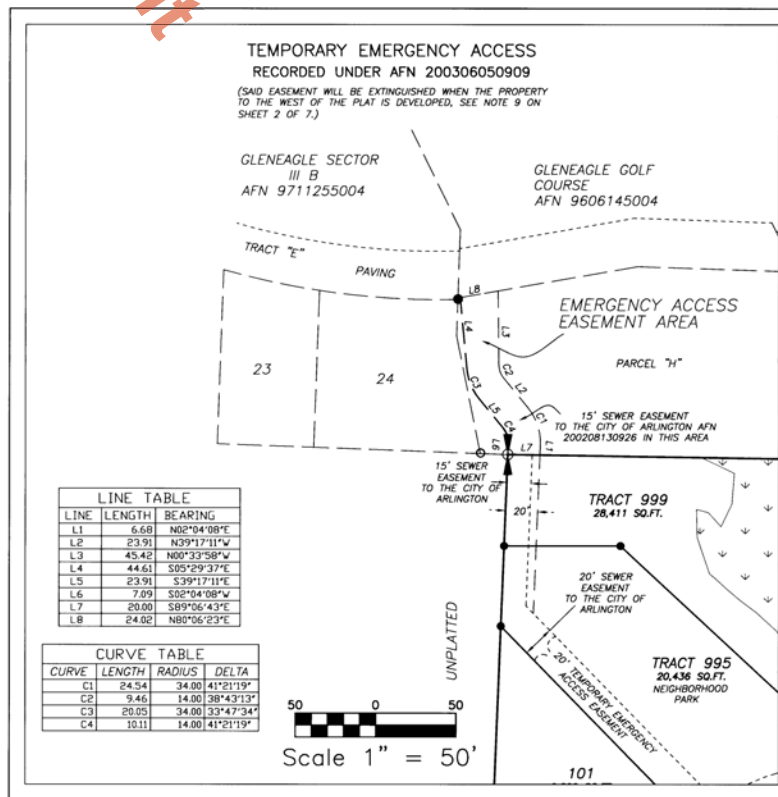 TEMPORARY EMERGENCY ACCESS
RECORDED UNDER AFN 200306050909
(SAID EASEMENT WILL BE EXTINGUISHED WHEN THE PROPERTY
TO THE WEST OF THE PLAT IS DEVELOPED, SEE NOTE 9 ON
SHEET 2 OF 7.)
GLENEAGLE SECTOR
III B
AFN 9711255004
GLENEAGLE GOLF
COURSE
AFN 9606145004
TRACT "E"
PAVING
L8
EMERGENCY ACCESS
EASEMENT AREA
L4
L3
PARCEL "H"
23
24
C2
C3
L2
L5
C1
C4
15' SEWER EASEMENT
TO THE CITY OF ARLINGTON AFN
200208130926 IN THIS AREA
L6
L7
L1
15' SEWER
EASEMENT
TO THE CITY OF
ARLINGTON
20'
TRACT 999
28,411 SQ.FT.
LINE TABLE
LINE LENGTH BEARING
L1 6.68 N02°04'08"E
L2 23.91 N39°17'11"W
L3 45.42 N00°33'58"W
L4 44.61 S05°29'37"E
L5 23.91 S39°17'11"E
L6 7.09 S02°04'08"W
L7 20.00 S89°06'43"E
L8 24.02 N80°06'23"E
20' SEWER
EASEMENT
TO THE CITY OF
ARLINGTON
UNPLATTED
CURVE TABLE
CURVE LENGTH RADIUS DELTA
C1 24.54 34.00 41°21'19"
C2 9.46 14.00 38°43'13"
C3 20.05 34.00 33°47'34"
C4 10.11 14.00 41°21'19"
TRACT 995
20,436 SQ.FT.
NEIGHBORHOOD
PARK
20' TEMPORARY EMERGENCY
ACCESS EASEMENT
50 0 50
Scale 1" = 50'
101